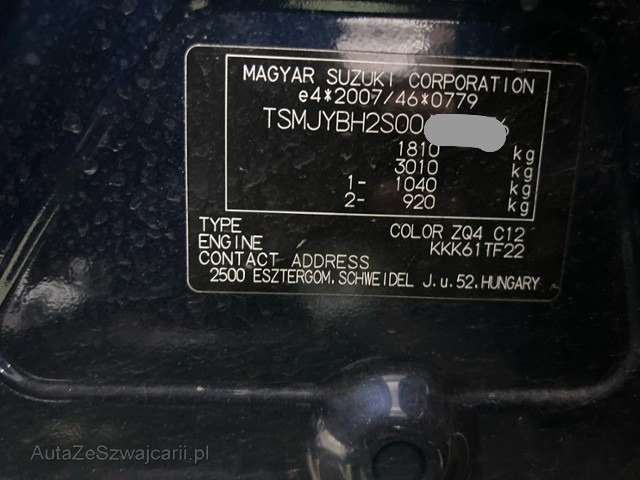 MAGYAR SUZUKI CORPORATION
e4*2007/46*0779
TSMJYBH2S00
1810 kg
3010 kg
1- 1040 kg
2- 920 kg
TYPE COLOR ZQ4 C12
ENGINE KKK61TF22
CONTACT ADDRESS
2500 ESZTERGOM, SCHWEIDEL J. u. 52. HUNGARY
AutaZeSzwajcarii.pl